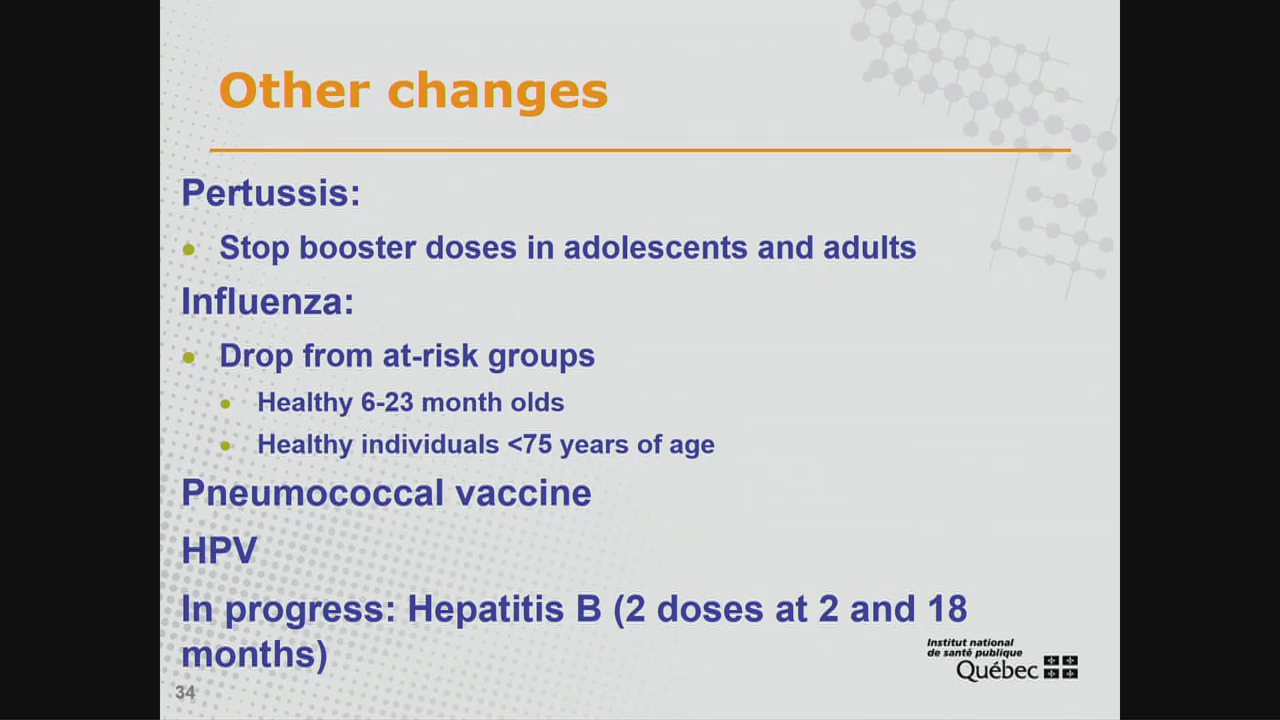 Other changes
Pertussis:
Stop booster doses in adolescents and adults
Influenza:
Drop from at-risk groups
Healthy 6-23 month olds
Healthy individuals <75 years of age
Pneumococcal vaccine
HPV
In progress: Hepatitis B (2 doses at 2 and 18
months)
Institut national
de santé publique
Québec
34